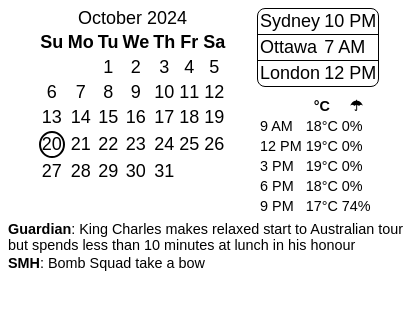 October 2024
Su Mo Tu We Th Fr Sa
1 2 3 4 5
6 7 8 9 10 11 12
13 14 15 16 17 18 19
20 21 22 23 24 25 26
27 28 29 30 31
Sydney 10 PM
Ottawa 7 AM
London 12 PM
°C ☂
9 AM 18°C 0%
12 PM 19°C 0%
3 PM 19°C 0%
6 PM 18°C 0%
9 PM 17°C 74%
Guardian: King Charles makes relaxed start to Australian tour
but spends less than 10 minutes at lunch in his honour
SMH: Bomb Squad take a bow